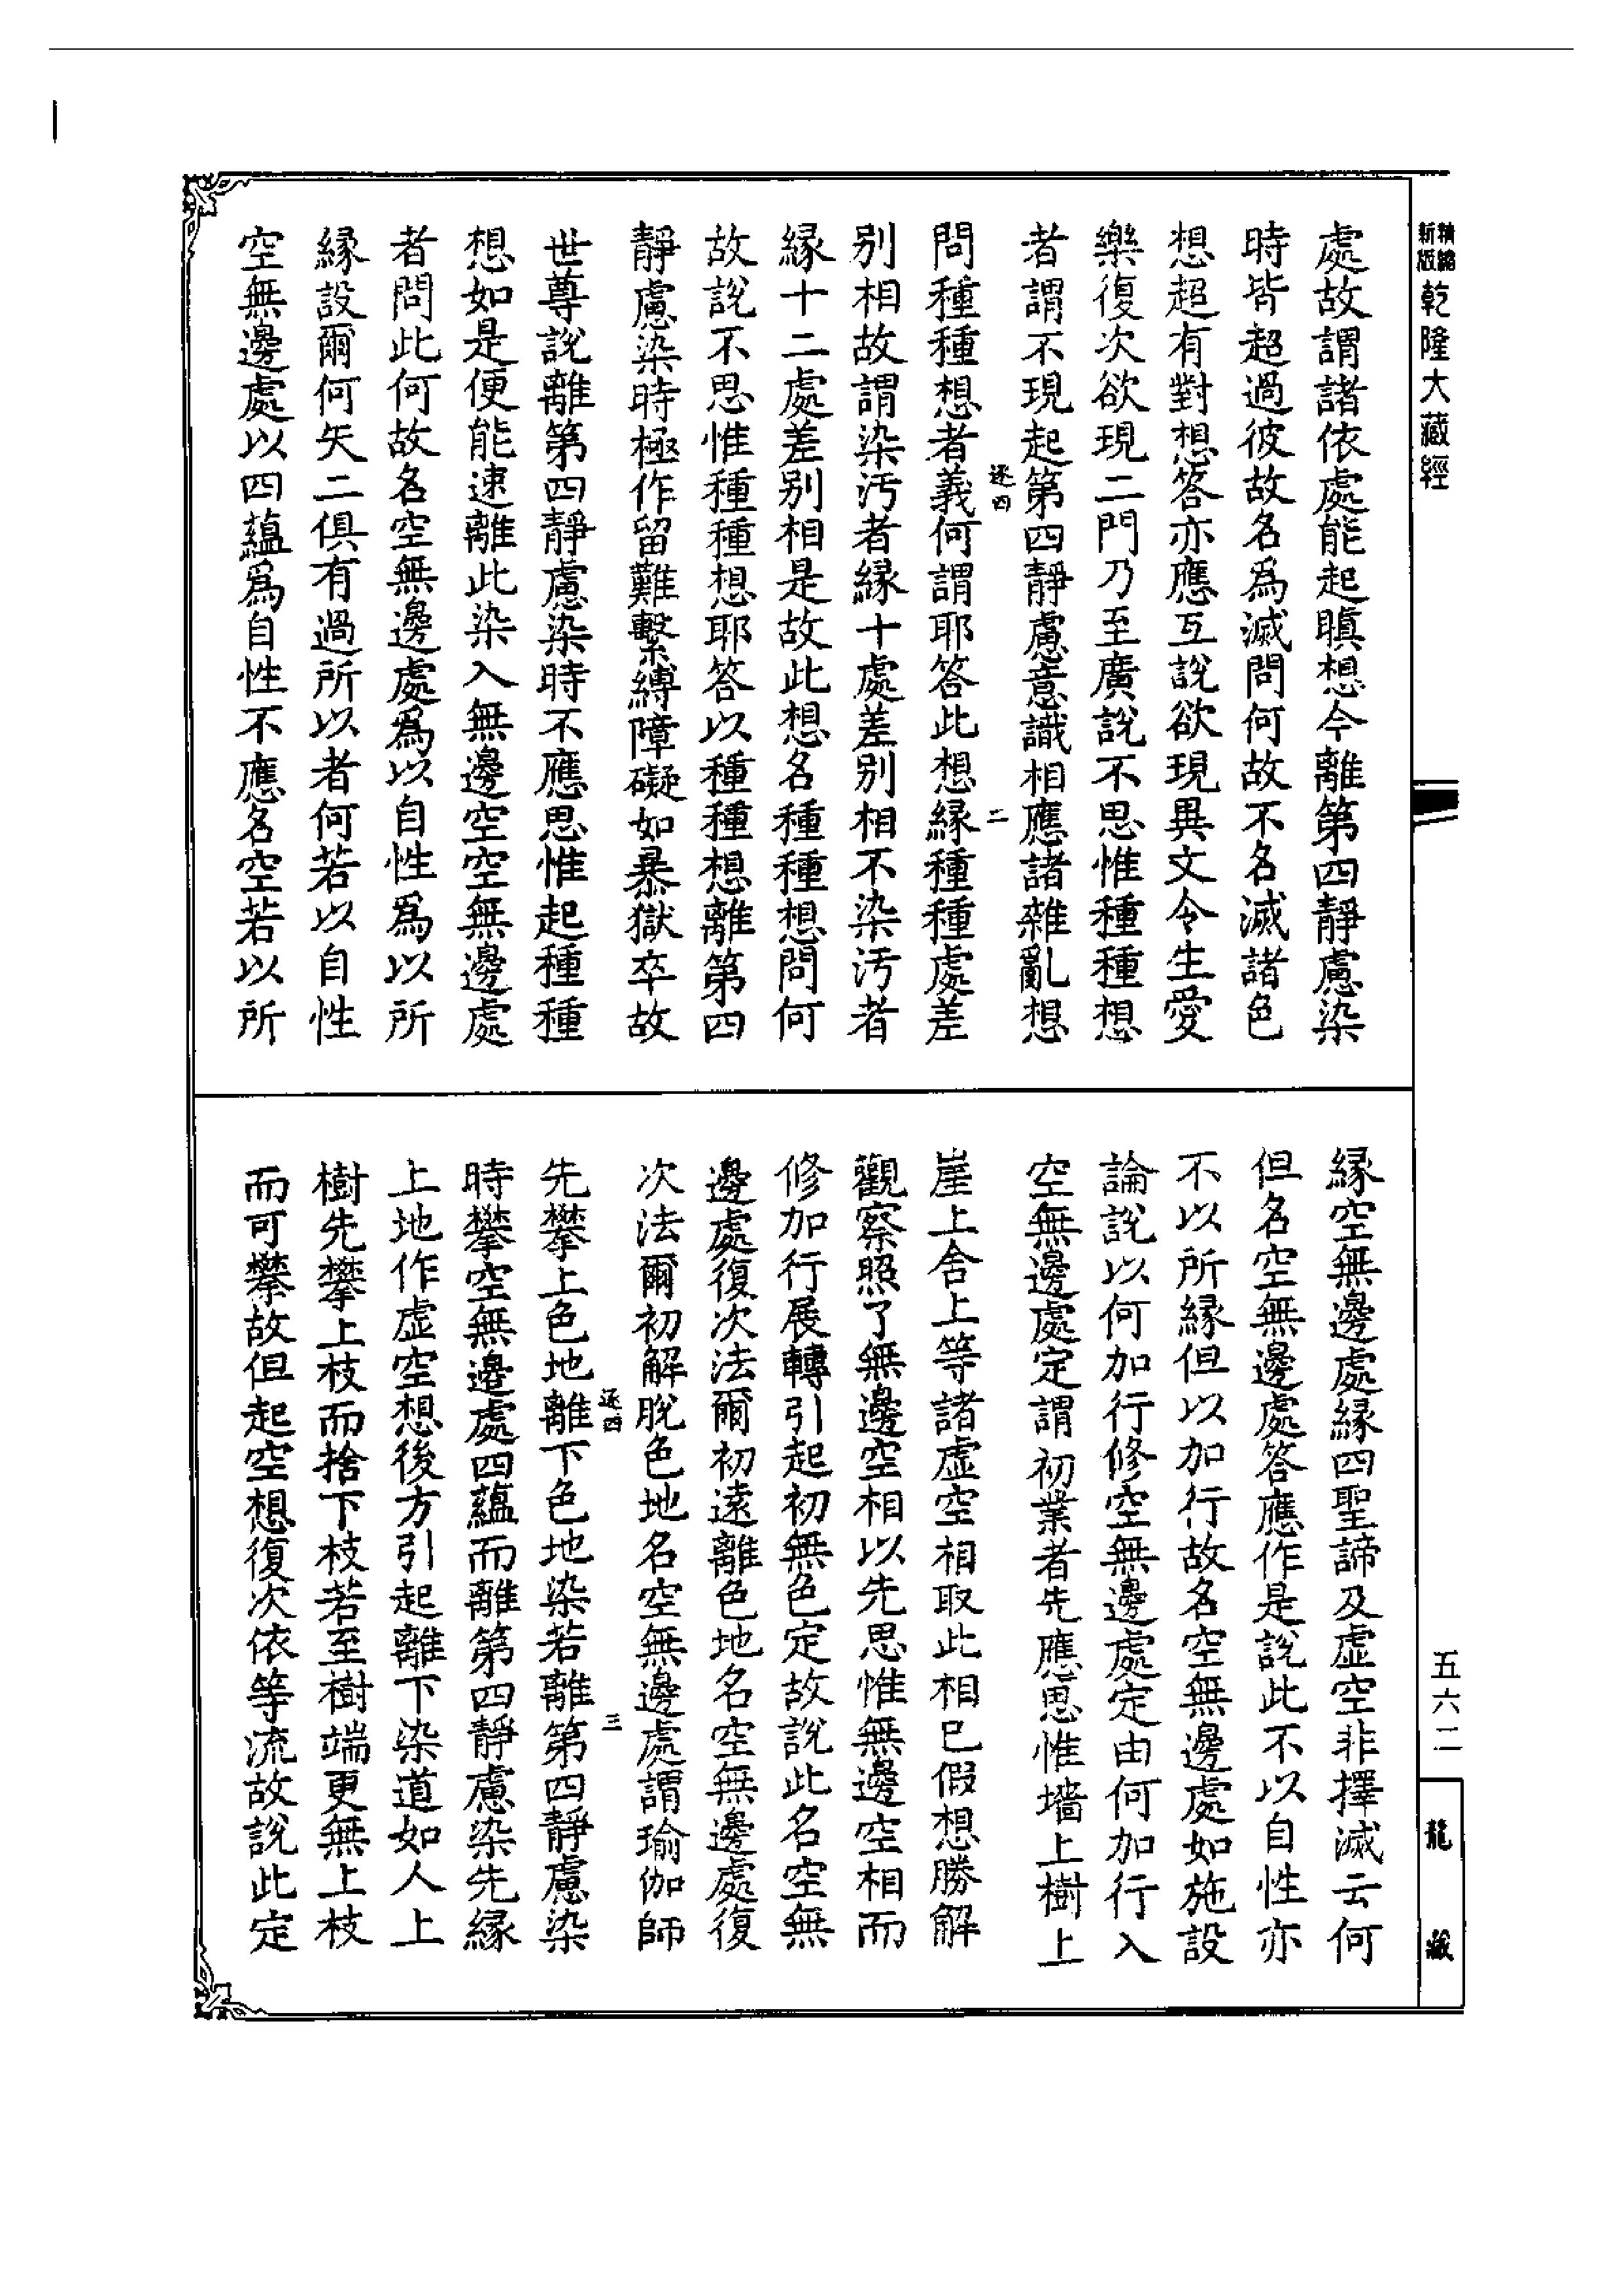 精縮
新版
乾隆大藏經
處故謂諸依處能起瞋想今離第四靜慮染
時皆超過彼故名爲滅問何故不名滅諸色
想超有對想答亦應互說欲現異文令生愛
樂復次欲現二門乃至廣說不思惟種種想
者謂不現起第四靜慮意識相應諸雜亂想
逐四
二
問種種想者義何謂耶答此想緣種種處差
別相故謂染汚者緣十處差別相不染汚者
緣十二處差別相是故此想名種種想問何
故說不思惟種種想耶答以種種想離第四
靜慮染時極作留難繫縛障礙如暴獄卒故
世尊說離第四靜慮染時不應思惟起種種
想如是便能速離此染入無邊空空無邊處
者問此何故名空無邊處爲以自性爲以所
緣設爾何失二俱有過所以者何若以自性
空無邊處以四蘊爲自性不應名空若以所
緣空無邊處緣四聖諦及虛空非擇滅云何
但名空無邊處答應作是說此不以自性亦
不以所緣但以加行故名空無邊處如施設
論說以何加行修空無邊處定由何加行入
空無邊處定謂初業者先應思惟墻上樹上
崖上舍上等諸虛空相取此相已假想勝解
觀察照了無邊空相以先思惟無邊空相而
修加行展轉引起初無色定故說此名空無
邊處復次法爾初遠離色地名空無邊處復
次法爾初解脫色地名空無邊處謂瑜伽師
逐四
三
先攀上色地離下色地染若離第四靜慮染
時攀空無邊處四蘊而離第四靜慮染先緣
上地作虛空想後方引起離下染道如人上
樹先攀上枝而捨下枝若至樹端更無上枝
而可攀故但起空想復次依等流故說此定
五六二
龍藏